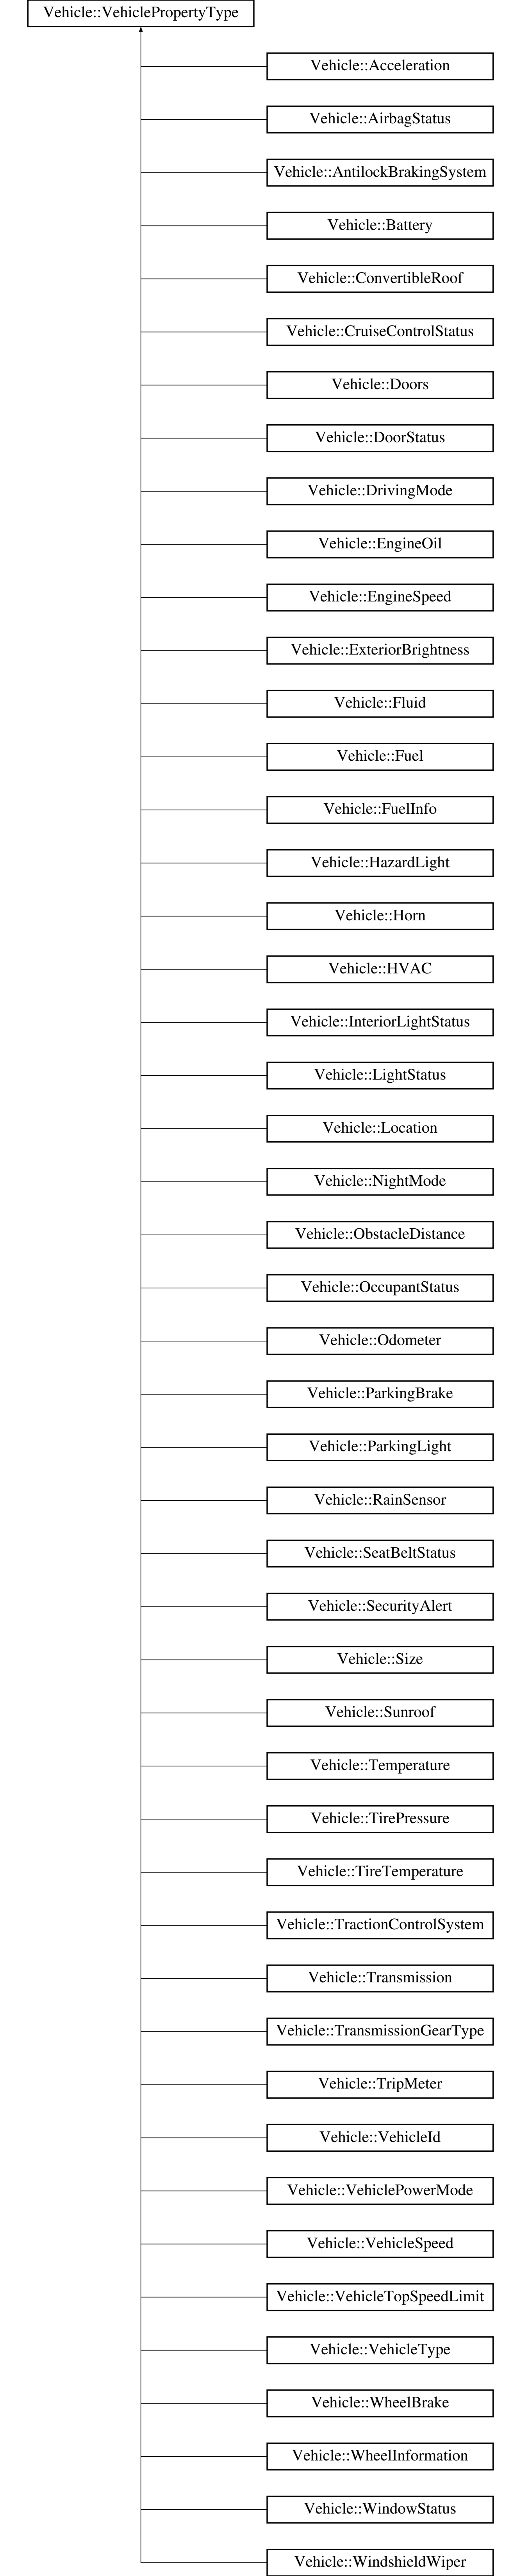 Vehicle::VehiclePropertyType
Vehicle::Acceleration
Vehicle::AirbagStatus
Vehicle::AntilockBrakingSystem
Vehicle::Battery
Vehicle::ConvertibleRoof
Vehicle::CruiseControlStatus
Vehicle::Doors
Vehicle::DoorStatus
Vehicle::DrivingMode
Vehicle::EngineOil
Vehicle::EngineSpeed
Vehicle::ExteriorBrightness
Vehicle::Fluid
Vehicle::Fuel
Vehicle::FuelInfo
Vehicle::HazardLight
Vehicle::Horn
Vehicle::HVAC
Vehicle::InteriorLightStatus
Vehicle::LightStatus
Vehicle::Location
Vehicle::NightMode
Vehicle::ObstacleDistance
Vehicle::OccupantStatus
Vehicle::Odometer
Vehicle::ParkingBrake
Vehicle::ParkingLight
Vehicle::RainSensor
Vehicle::SeatBeltStatus
Vehicle::SecurityAlert
Vehicle::Size
Vehicle::Sunroof
Vehicle::Temperature
Vehicle::TirePressure
Vehicle::TireTemperature
Vehicle::TractionControlSystem
Vehicle::Transmission
Vehicle::TransmissionGearType
Vehicle::TripMeter
Vehicle::VehicleId
Vehicle::VehiclePowerMode
Vehicle::VehicleSpeed
Vehicle::VehicleTopSpeedLimit
Vehicle::VehicleType
Vehicle::WheelBrake
Vehicle::WheelInformation
Vehicle::WindowStatus
Vehicle::WindshieldWiper